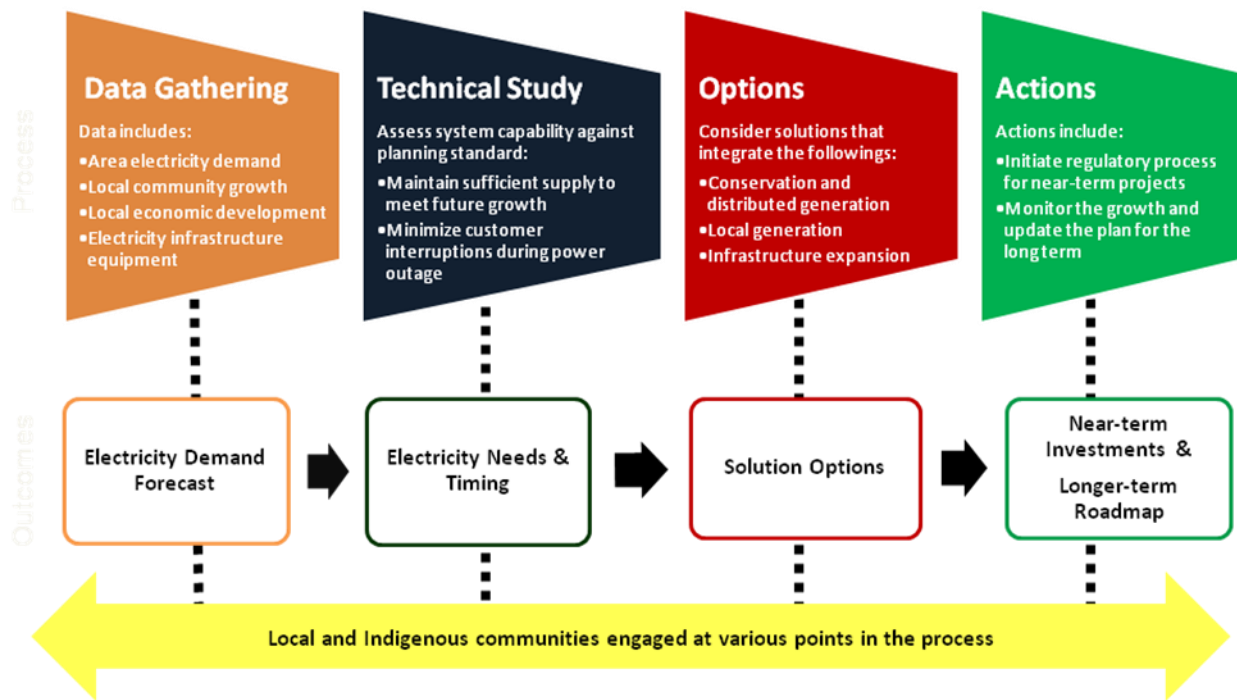 Process
Data Gathering
Data includes:
•Area electricity demand
•Local community growth
•Local economic development
•Electricity infrastructure
equipment
Technical Study
Assess system capability against
planning standard:
•Maintain sufficient supply to
meet future growth
•Minimize customer
interruptions during power
outage
Options
Consider solutions that
integrate the followings:
•Conservation and
distributed generation
•Local generation
•Infrastructure expansion
Actions
Actions include:
•Initiate regulatory process
for near-term projects
•Monitor the growth and
update the plan for the
long term
Outcomes
Electricity Demand
Forecast
Electricity Needs &
Timing
Solution Options
Near-term
Investments &
Longer-term
Roadmap
Local and Indigenous communities engaged at various points in the process